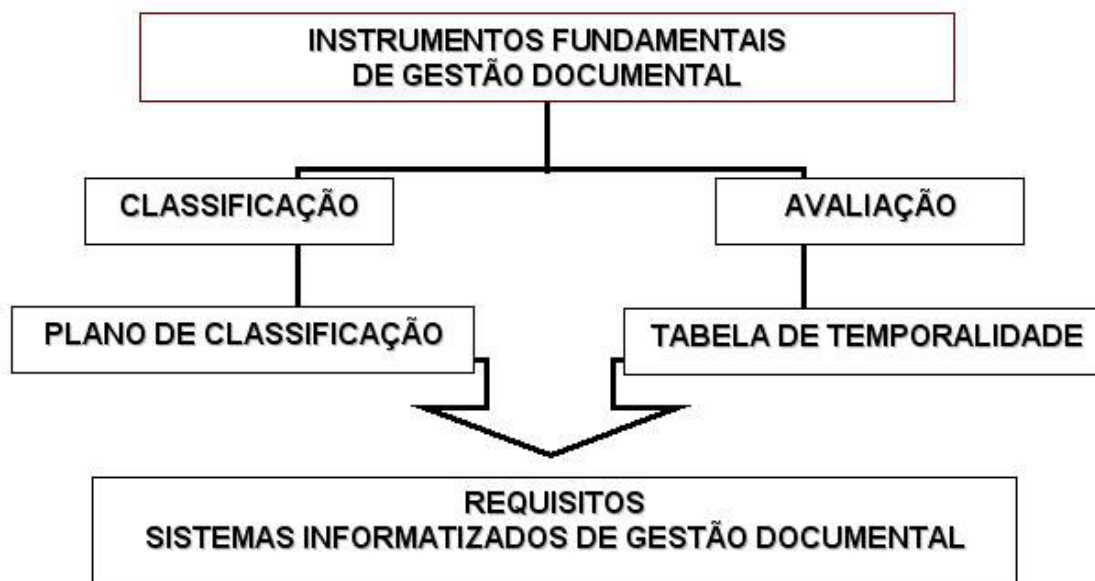 INSTRUMENTOS FUNDAMENTAIS
DE GESTÃO DOCUMENTAL
CLASSIFICAÇÃO
AVALIAÇÃO
PLANO DE CLASSIFICAÇÃO
TABELA DE TEMPORALIDADE
REQUISITOS
SISTEMAS INFORMATIZADOS DE GESTÃO DOCUMENTAL